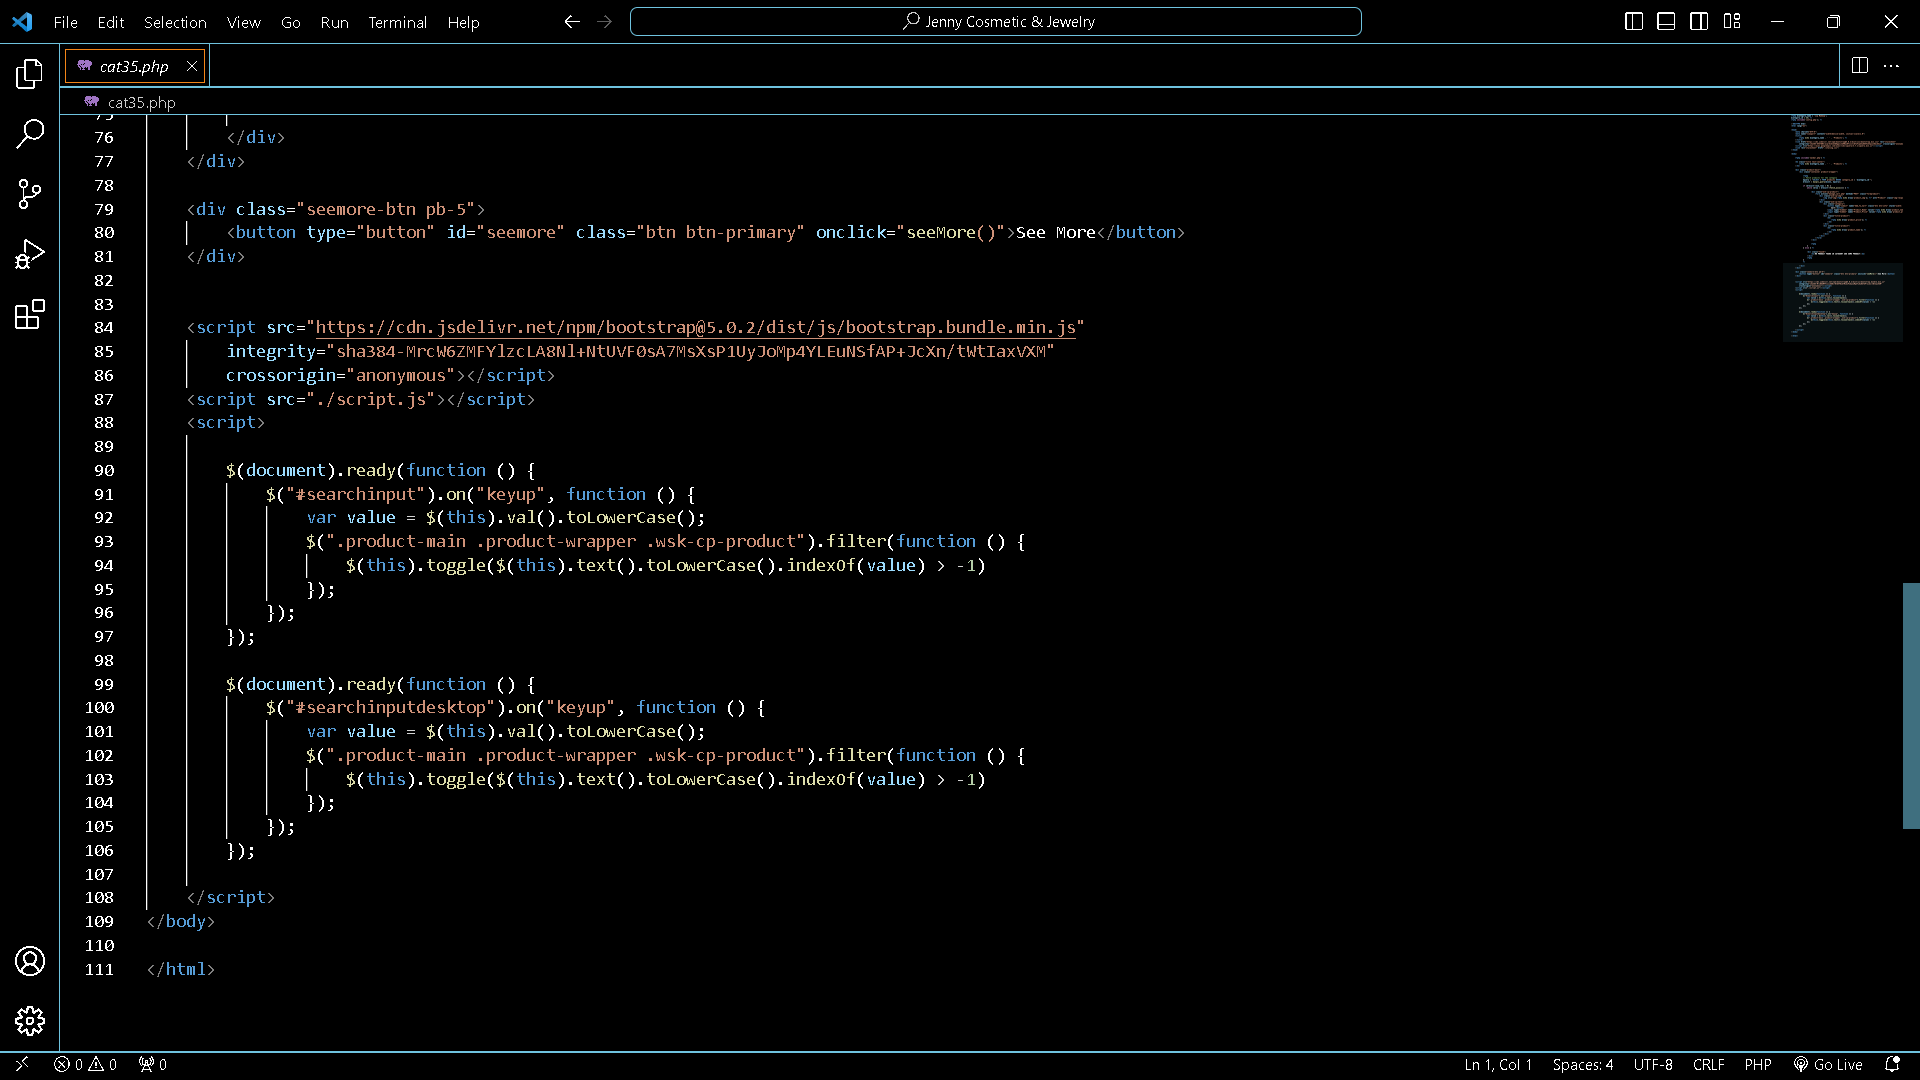 File Edit Selection View Go Run Terminal Help
Jenny Cosmetic & Jewelry
cat35.php
cat35.php
75
76 </div>
77 </div>
78
79 <div class="seemore-btn pb-5">
80 <button type="button" id="seemore" class="btn btn-primary" onclick="seeMore()">See More</button>
81 </div>
82
83
84 <script src="https://cdn.jsdelivr.net/npm/bootstrap@5.0.2/dist/js/bootstrap.bundle.min.js"
85 integrity="sha384-MrcW6ZMFYlzcLA8Nl+NtUVF0sA7MsXsP1UyJoMp4YLEuNSfAP+JcXn/tWtIaxVXM"
86 crossorigin="anonymous"></script>
87 <script src="./script.js"></script>
88 <script>
89
90 $(document).ready(function () {
91 $("#searchinput").on("keyup", function () {
92 var value = $(this).val().toLowerCase();
93 $(".product-main .product-wrapper .wsk-cp-product").filter(function () {
94 $(this).toggle($(this).text().toLowerCase().indexOf(value) > -1)
95 });
96 });
97 });
98
99 $(document).ready(function () {
100 $("#searchinputdesktop").on("keyup", function () {
101 var value = $(this).val().toLowerCase();
102 $(".product-main .product-wrapper .wsk-cp-product").filter(function () {
103 $(this).toggle($(this).text().toLowerCase().indexOf(value) > -1)
104 });
105 });
106 });
107
108 </script>
109 </body>
110
111 </html>
0 0 0 Ln 1, Col 1 Spaces: 4 UTF-8 CRLF PHP Go Live